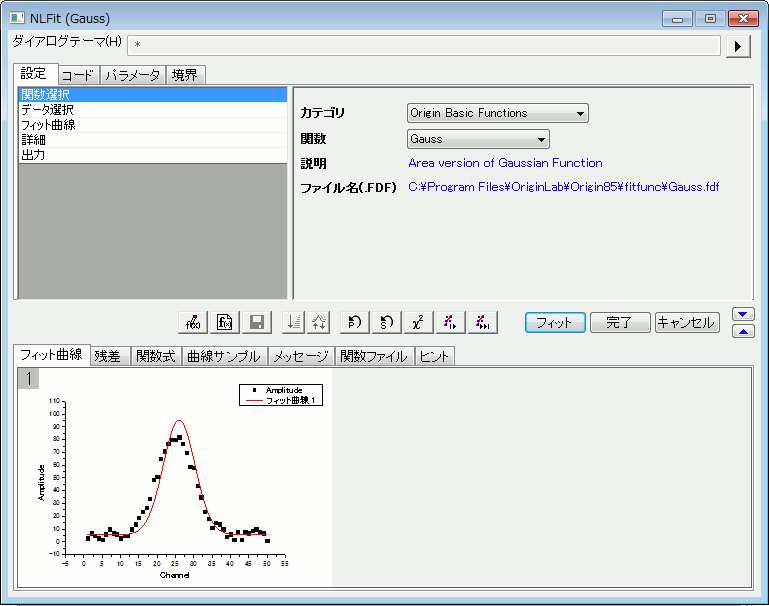 NLFit (Gauss)
ダイアログテーマ(H) *
設定 コード パラメータ 境界
関数選択
データ選択
フィット曲線
詳細
出力
カテゴリ Origin Basic Functions
関数 Gauss
説明 Area version of Gaussian Function
ファイル名(.FDF) C:¥Program Files¥OriginLab¥Origin85¥fitfunc¥Gauss.fdf
フィット 完了 キャンセル
フィット曲線 残差 関数式 曲線サンプル メッセージ 関数ファイル ヒント
1
Amplitude
フィット曲線 1
110
100
90
80
70
60
50
40
30
20
10
0
-10
Amplitude
-5 0 5 10 15 20 25 30 35 40 45 50 55
Channel